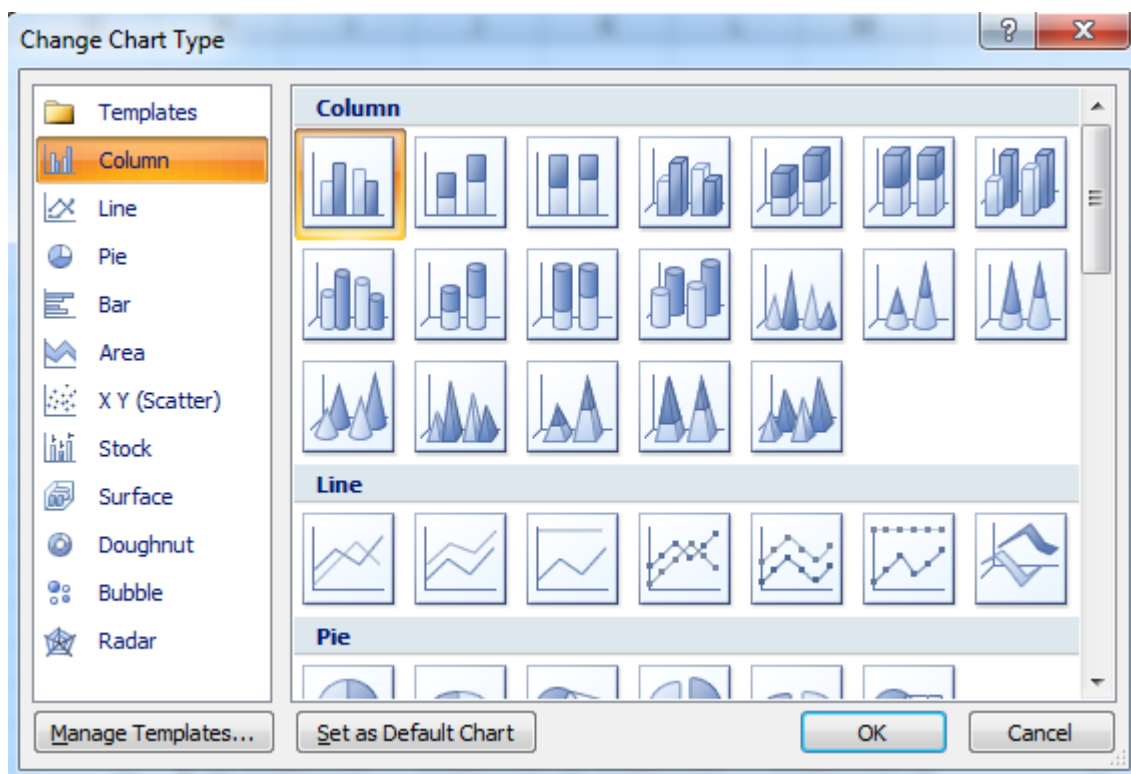 Change Chart Type
Templates
Column
Line
Pie
Bar
Area
X Y (Scatter)
Stock
Surface
Doughnut
Bubble
Radar
Column
Line
Pie
Manage Templates...
Set as Default Chart
OK
Cancel